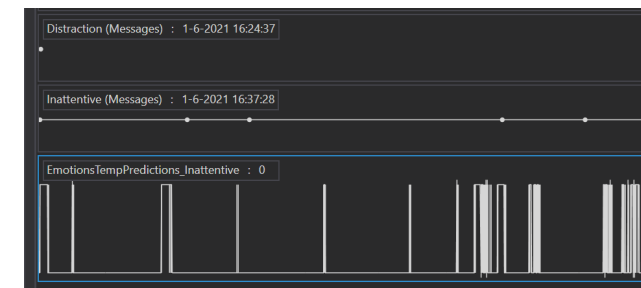 Distraction (Messages) : 1-6-2021 16:24:37
Inattentive (Messages) : 1-6-2021 16:37:28
EmotionsTempPredictions_Inattentive : 0